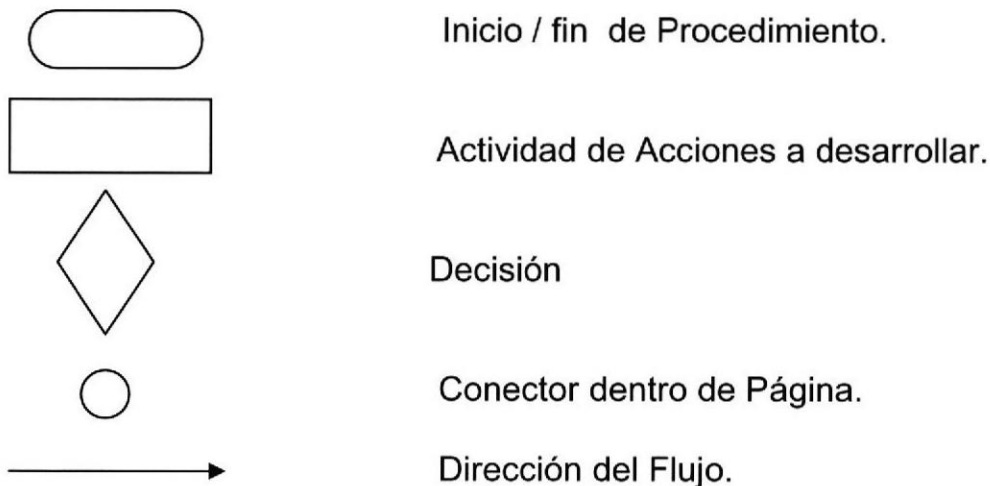 Inicio / fin de Procedimiento.
Actividad de Acciones a desarrollar.
Decisión
Conector dentro de Página.
Dirección del Flujo.